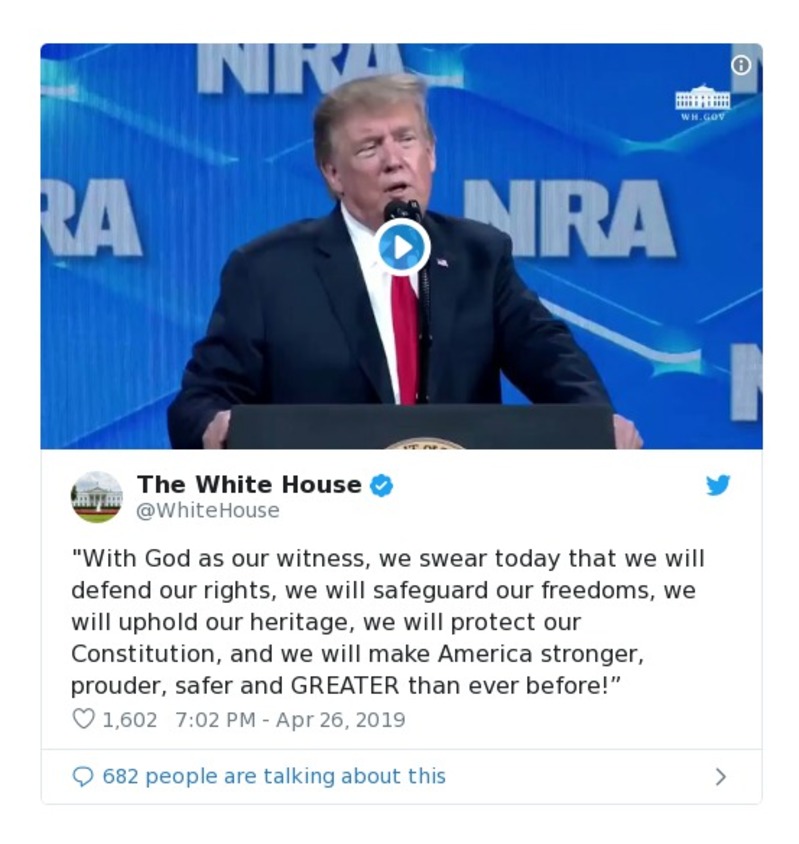 NRA
WH.GOV
RA
NRA
The White House
@WhiteHouse
"With God as our witness, we swear today that we will
defend our rights, we will safeguard our freedoms, we
will uphold our heritage, we will protect our
Constitution, and we will make America stronger,
prouder, safer and GREATER than ever before!”
1,602 7:02 PM - Apr 26, 2019
682 people are talking about this